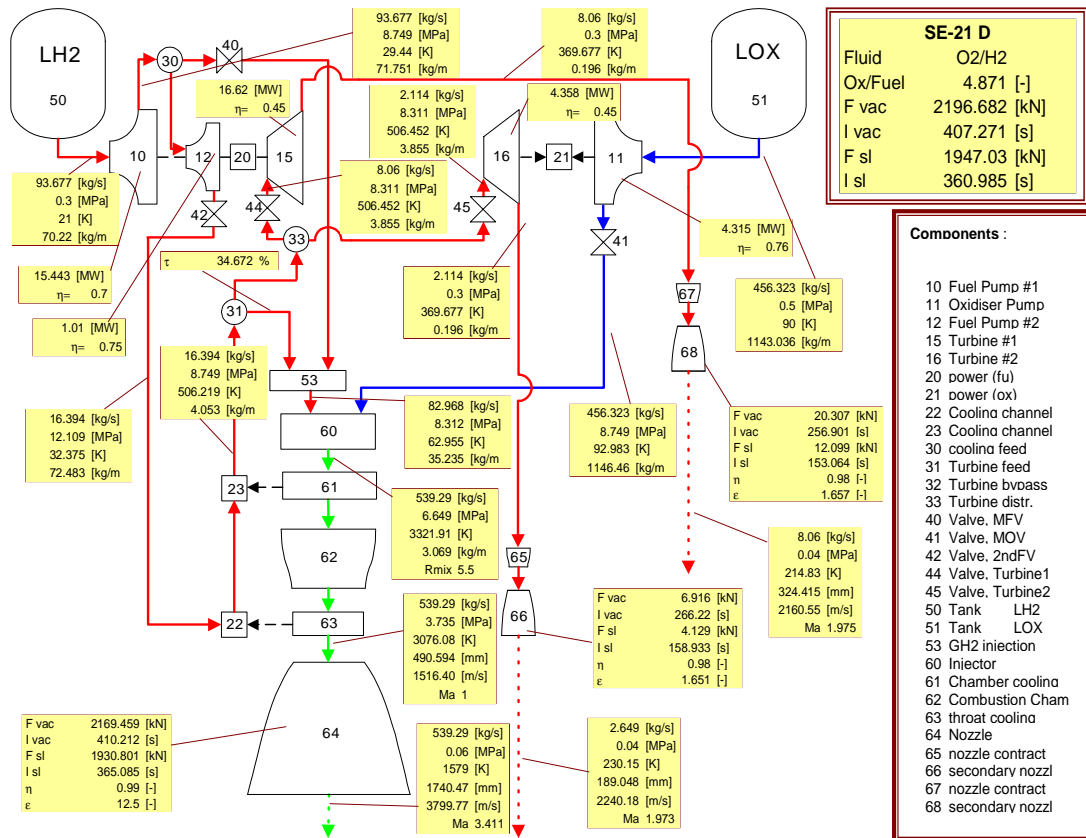 LH2
50
93.677 [kg/s]
8.749 [MPa]
29.44 [K]
71.751 [kg/m]
8.06 [kg/s]
0.3 [MPa]
369.677 [K]
0.196 [kg/m]
LOX
51
SE-21 D
Fluid O2/H2
Ox/Fuel 4.871 [-]
F vac 2196.682 [kN]
I vac 407.271 [s]
F sl 1947.03 [kN]
I sl 360.985 [s]
30
40
16.62 [MW]
η= 0.45
2.114 [kg/s]
8.311 [MPa]
506.452 [K]
3.855 [kg/m]
4.358 [MW]
η= 0.45
10
12
20
15
16
21
11
93.677 [kg/s]
0.3 [MPa]
21 [K]
70.22 [kg/m]
8.06 [kg/s]
8.311 [MPa]
506.452 [K]
3.855 [kg/m]
42
44
45
33
41
4.315 [MW]
η= 0.76
15.443 [MW]
η= 0.7
τ 34.672 %
2.114 [kg/s]
0.3 [MPa]
369.677 [K]
0.196 [kg/m]
456.323 [kg/s]
0.5 [MPa]
90 [K]
1143.036 [kg/m]
1.01 [MW]
η= 0.75
31
67
68
16.394 [kg/s]
8.749 [MPa]
506.219 [K]
4.053 [kg/m]
53
16.394 [kg/s]
12.109 [MPa]
32.375 [K]
72.483 [kg/m]
82.968 [kg/s]
8.312 [MPa]
62.955 [K]
35.235 [kg/m]
456.323 [kg/s]
8.749 [MPa]
92.983 [K]
1146.46 [kg/m]
F vac 20.307 [kN]
I vac 256.901 [s]
F sl 12.099 [kN]
I sl 153.064 [s]
η 0.98 [-]
ε 1.657 [-]
60
61
23
539.29 [kg/s]
6.649 [MPa]
3321.91 [K]
3.069 [kg/m]
Rmix 5.5
62
8.06 [kg/s]
0.04 [MPa]
214.83 [K]
324.415 [mm]
2160.55 [m/s]
Ma 1.975
65
66
22
63
539.29 [kg/s]
3.735 [MPa]
3076.08 [K]
490.594 [mm]
1516.40 [m/s]
Ma 1
F vac 6.916 [kN]
I vac 266.22 [s]
F sl 4.129 [kN]
I sl 158.933 [s]
η 0.98 [-]
ε 1.651 [-]
64
F vac 2169.459 [kN]
I vac 410.212 [s]
F sl 1930.801 [kN]
I sl 365.085 [s]
η 0.99 [-]
ε 12.5 [-]
539.29 [kg/s]
0.06 [MPa]
1579 [K]
1740.47 [mm]
3799.77 [m/s]
Ma 3.411
2.649 [kg/s]
0.04 [MPa]
230.15 [K]
189.048 [mm]
2240.18 [m/s]
Ma 1.973
Components :
10 Fuel Pump #1
11 Oxidiser Pump
12 Fuel Pump #2
15 Turbine #1
16 Turbine #2
20 power (fu)
21 power (ox)
22 Cooling channel
23 Cooling channel
30 cooling feed
31 Turbine feed
32 Turbine bypass
33 Turbine distr.
40 Valve, MFV
41 Valve, MOV
42 Valve, 2ndFV
44 Valve, Turbine1
45 Valve, Turbine2
50 Tank LH2
51 Tank LOX
53 GH2 injection
60 Injector
61 Chamber cooling
62 Combustion Cham
63 throat cooling
64 Nozzle
65 nozzle contract
66 secondary nozzl
67 nozzle contract
68 secondary nozzl